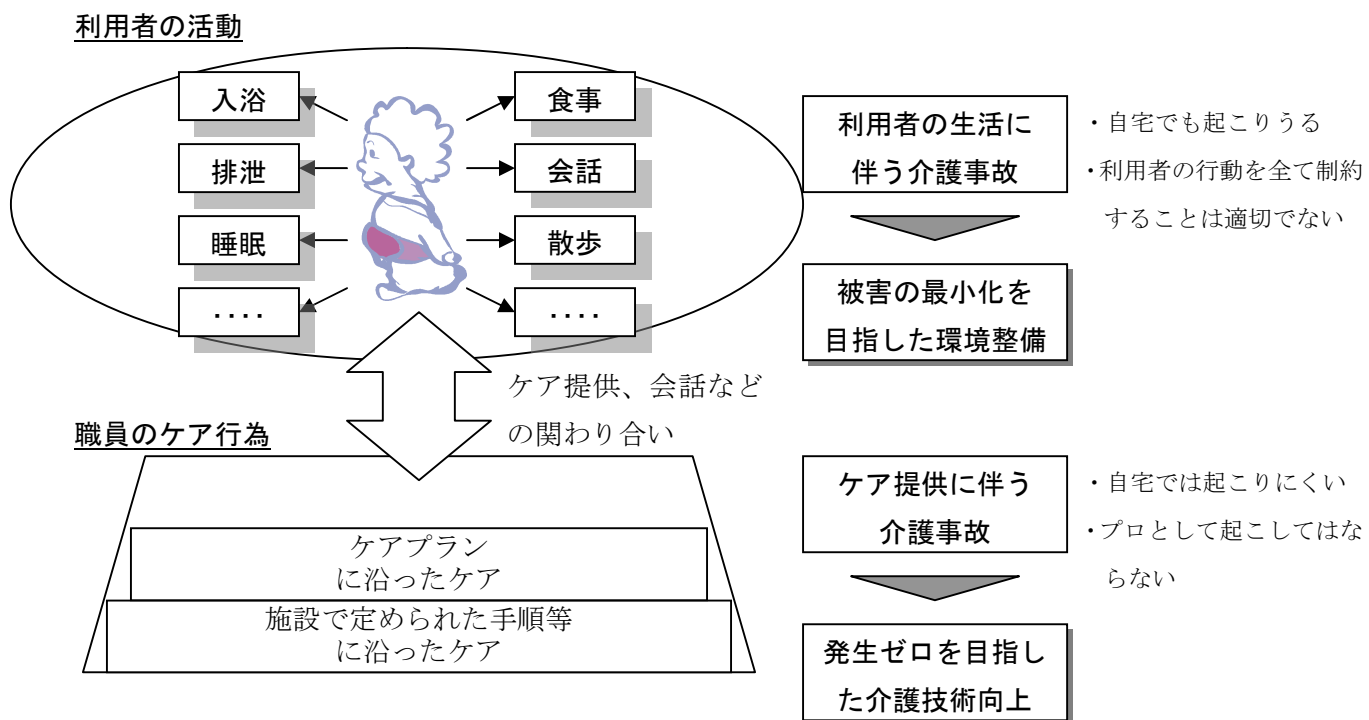 利用者の活動
入浴
食事
排泄
会話
睡眠
散歩
‥‥
‥‥
利用者の生活に
伴う介護事故
・自宅でも起こりうる
・利用者の行動を全て制約
することは適切でない
被害の最小化を
目指した環境整備
ケア提供、会話など
の関わり合い
職員のケア行為
ケアプラン
に沿ったケア
施設で定められた手順等
に沿ったケア
ケア提供に伴う
介護事故
・自宅では起こりにくい
・プロとして起こしてはな
らない
発生ゼロを目指し
た介護技術向上